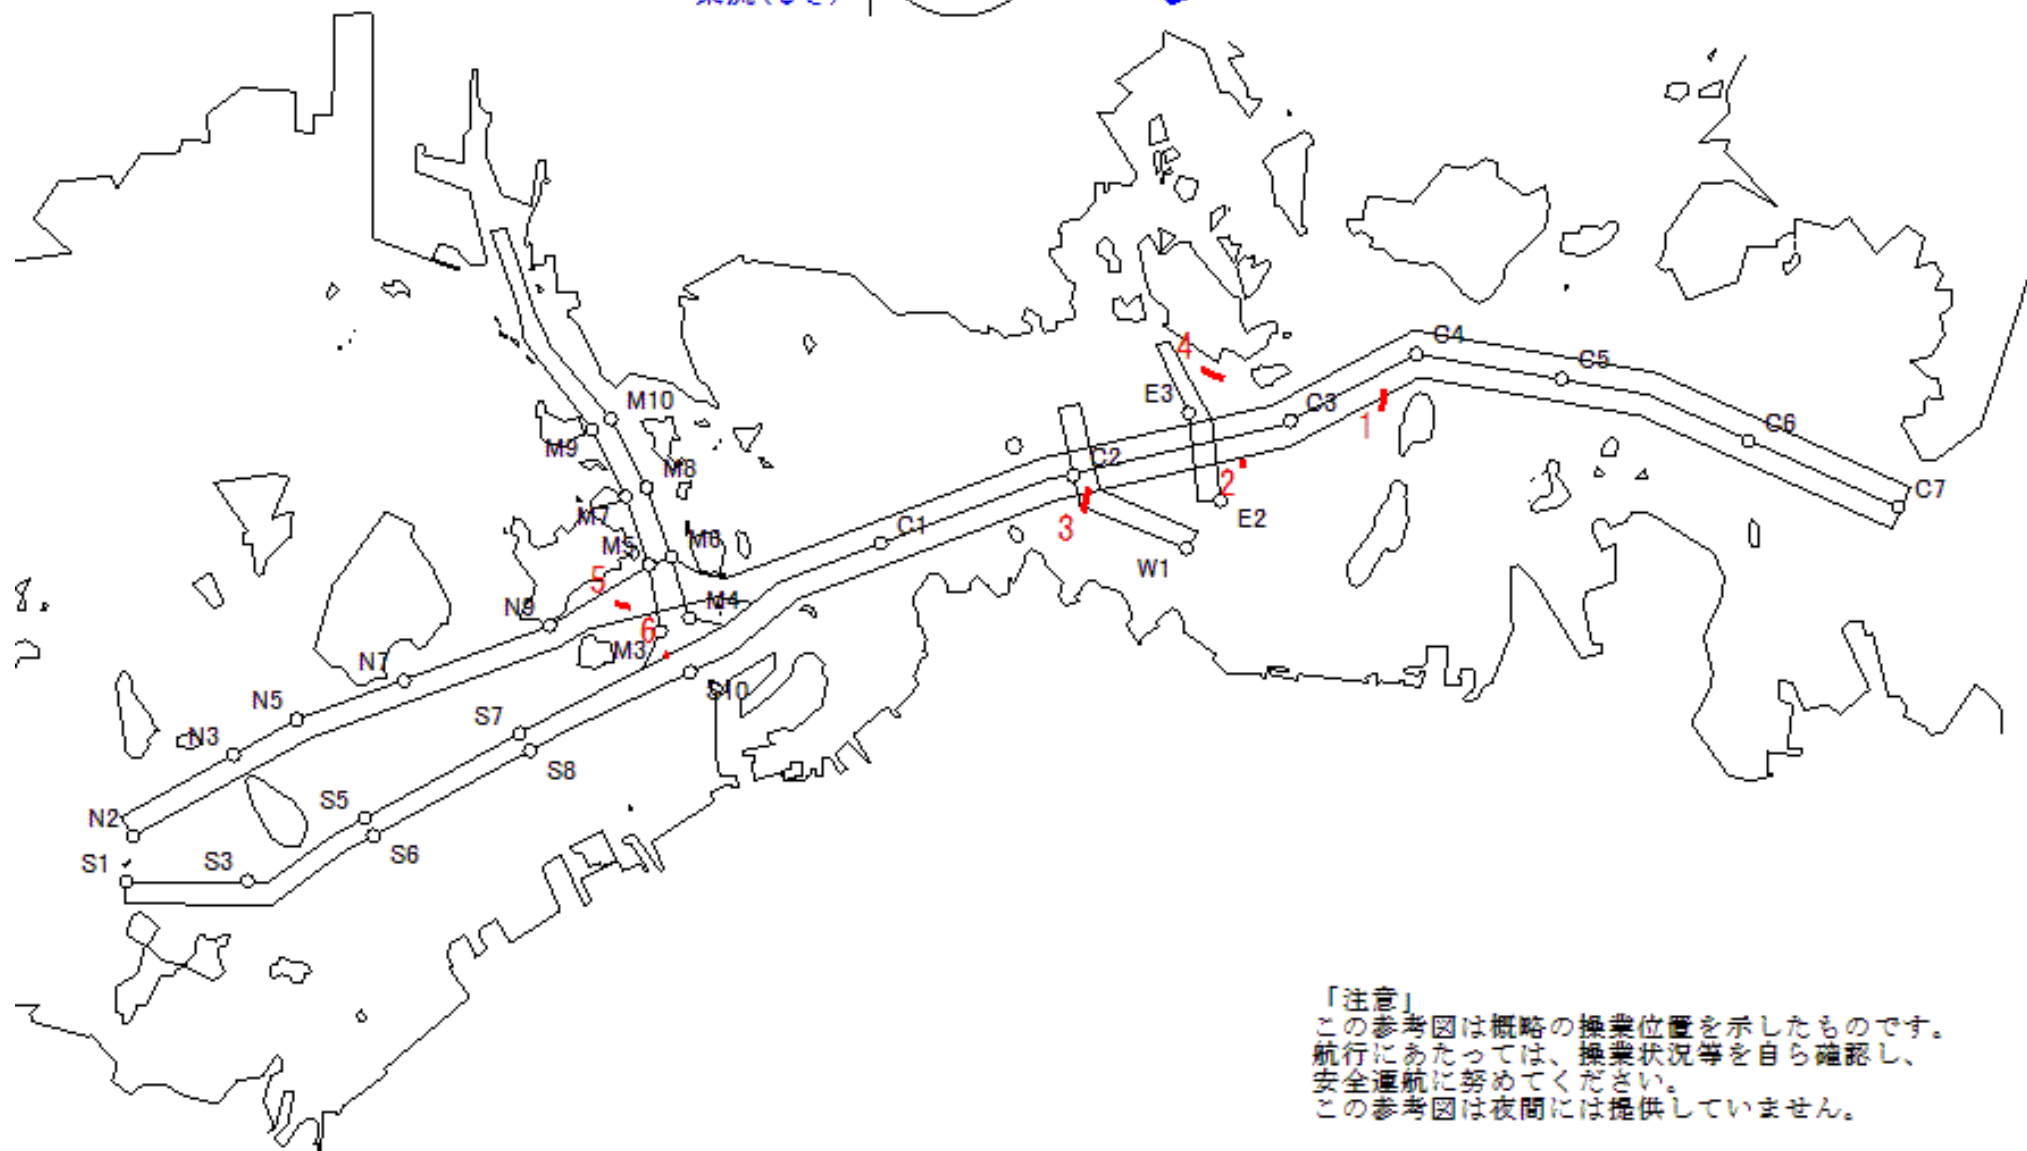 4
C4
C5
E3
C3
1
M10
C6
M9
C2
M8
2
C7
M7
3
E2
C1
M5
M6
W1
5
N9
M4
6
M3
N7
S10
N5
S7
N3
S8
S5
N2
S6
S1
S3
「注意」
この参考図は概略の操業位置を示したものです。
航行にあたっては、操業状況等を自ら確認し、
安全運航に努めてください。
この参考図は夜間には提供していません。